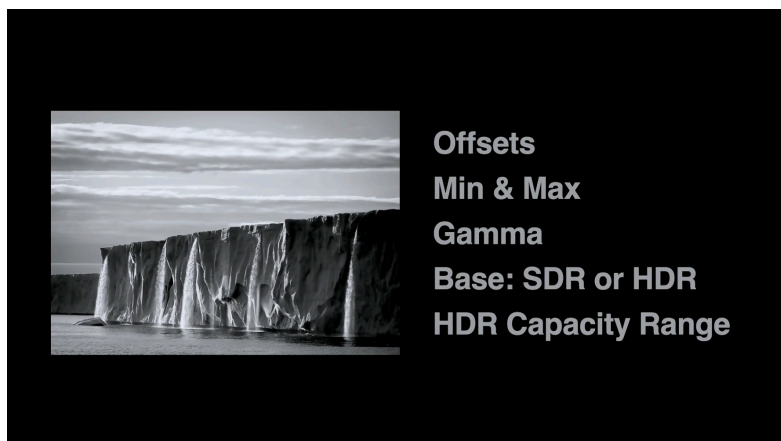 Offsets
Min & Max
Gamma
Base: SDR or HDR
HDR Capacity Range